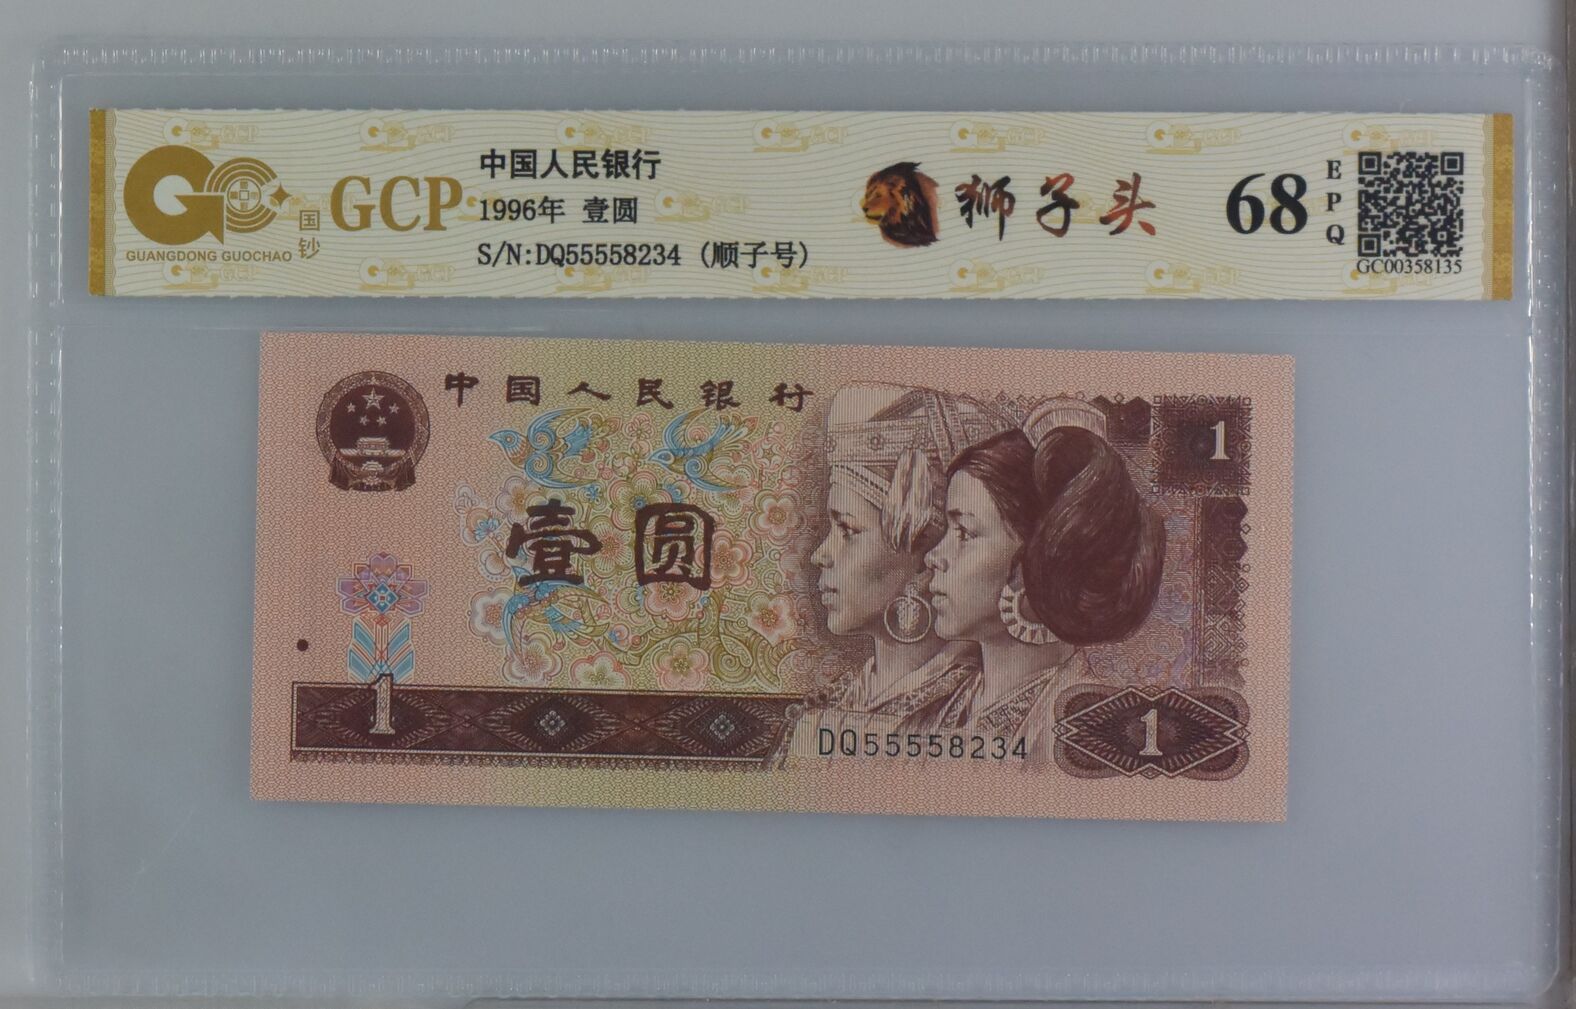 GUANGDONG GUOCHAO
国钞
GCP
中国人民银行
1996年 壹圆
S/N:DQ55558234 (顺子号)
狮子头
68
EPQ
GC00358135
中国人民银行
壹圆
1
1
1
DQ55558234